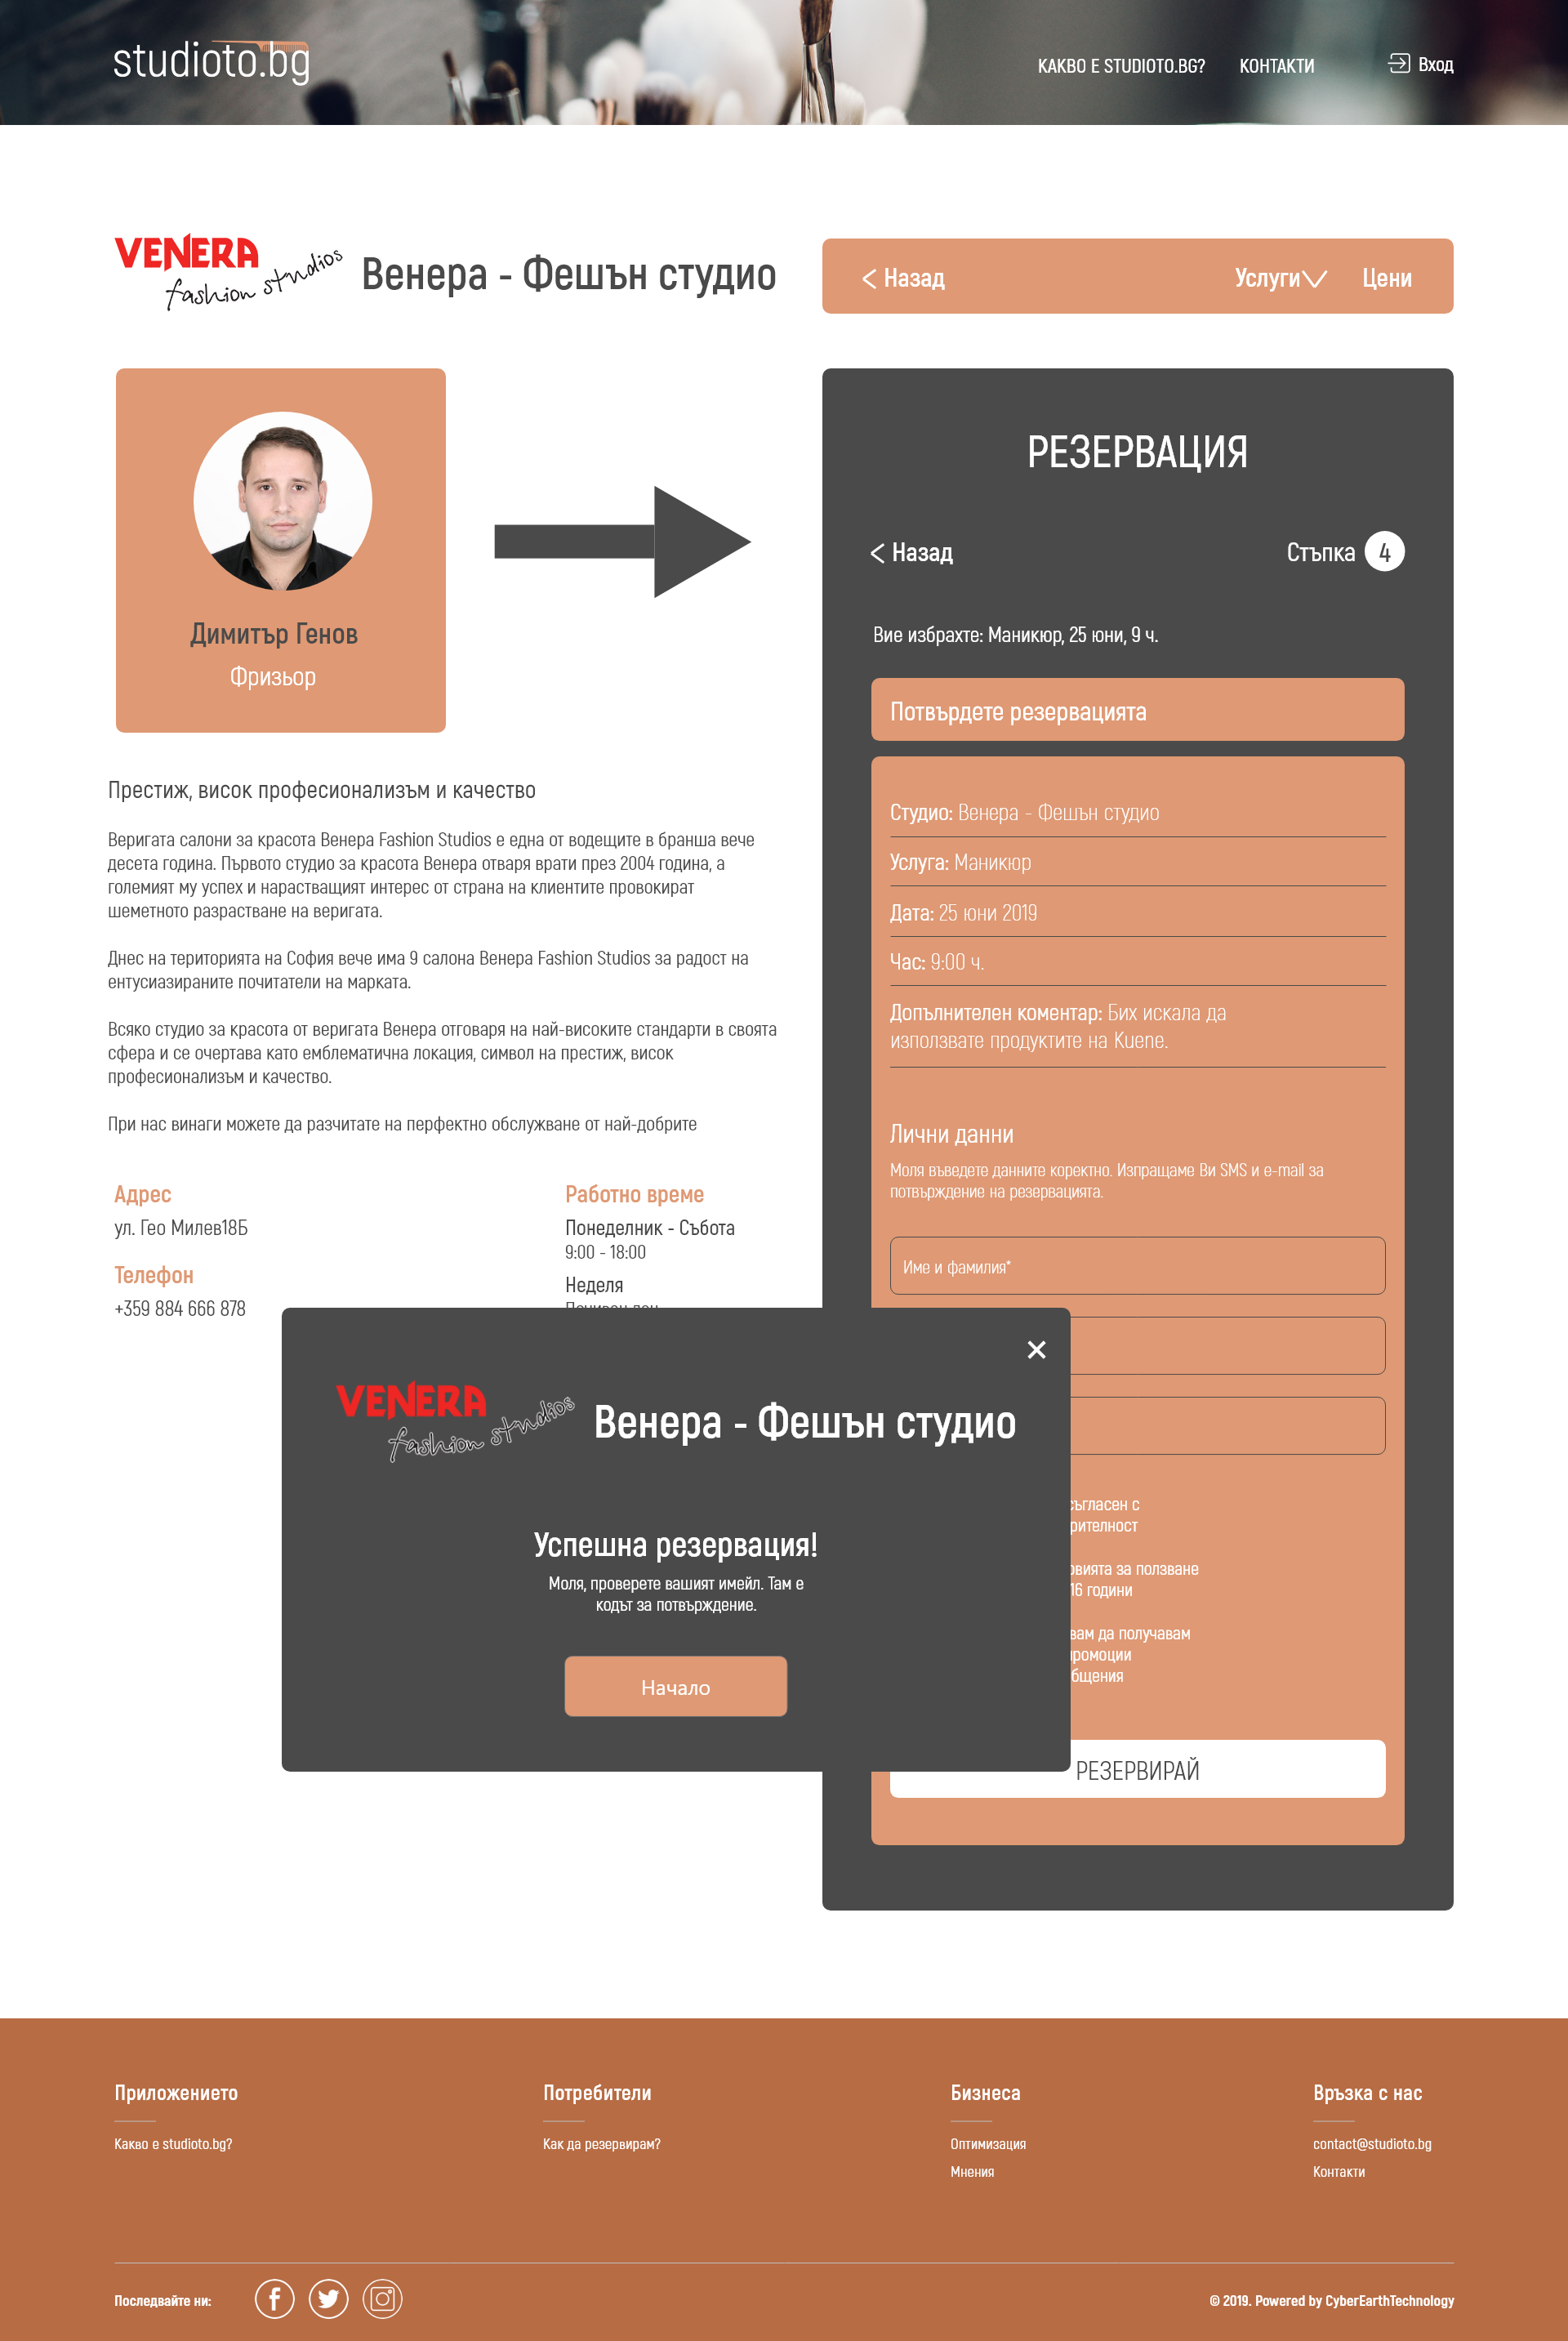 studioto.bg
КАКВО Е STUDIOTO.BG?
КОНТАКТИ
Вход
VENERA
fashion studios
Венера - Фешън студио
Назад
Услуги
Цени
Димитър Генов
Фризьор
РЕЗЕРВАЦИЯ
Назад
Стъпка 4
Вие избрахте: Маникюр, 25 юни, 9 ч.
Потвърдете резервацията
Студио: Венера - Фешън студио
Услуга: Маникюр
Дата: 25 юни 2019
Час: 9:00 ч.
Допълнителен коментар: Бих искала да
използвате продуктите на Kuene.
Лични данни
Моля въведете данните коректно. Изпращаме Ви SMS и e-mail за
потвърждение на резервацията.
Име и фамилия*
Престиж, висок професионализъм и качество
Веригата салони за красота Венера Fashion Studios е една от водещите в бранша вече
десета година. Първото студио за красота Венера отваря врати през 2004 година, а
големият му успех и нарастващият интерес от страна на клиентите провокират
шеметното разрастване на веригата.
Днес на територията на София вече има 9 салона Венера Fashion Studios за радост на
ентусиазираните почитатели на марката.
Всяко студио за красота от веригата Венера отговаря на най-високите стандарти в своята
сфера и се очертава като емблематична локация, символ на престиж, висок
професионализъм и качество.
При нас винаги можете да разчитате на перфектно обслужване от най-добрите
Адрес
ул. Гео Милев18Б
Телефон
+359 884 666 878
Работно време
Понеделник - Събота
9:00 - 18:00
Неделя
VENERA
fashion studios
Венера - Фешън студио
Успешна резервация!
Моля, проверете вашият имейл. Там е
кодът за потвърждение.
Начало
съгласен с
за ползване
16 години
да получавам
промоции
РЕЗЕРВИРАЙ
Приложението
Какво е studioto.bg?
Потребители
Как да резервирам?
Бизнеса
Оптимизация
Мнения
Връзка с нас
contact@studioto.bg
Контакти
Последвайте ни:
© 2019. Powered by CyberEarthTechnology